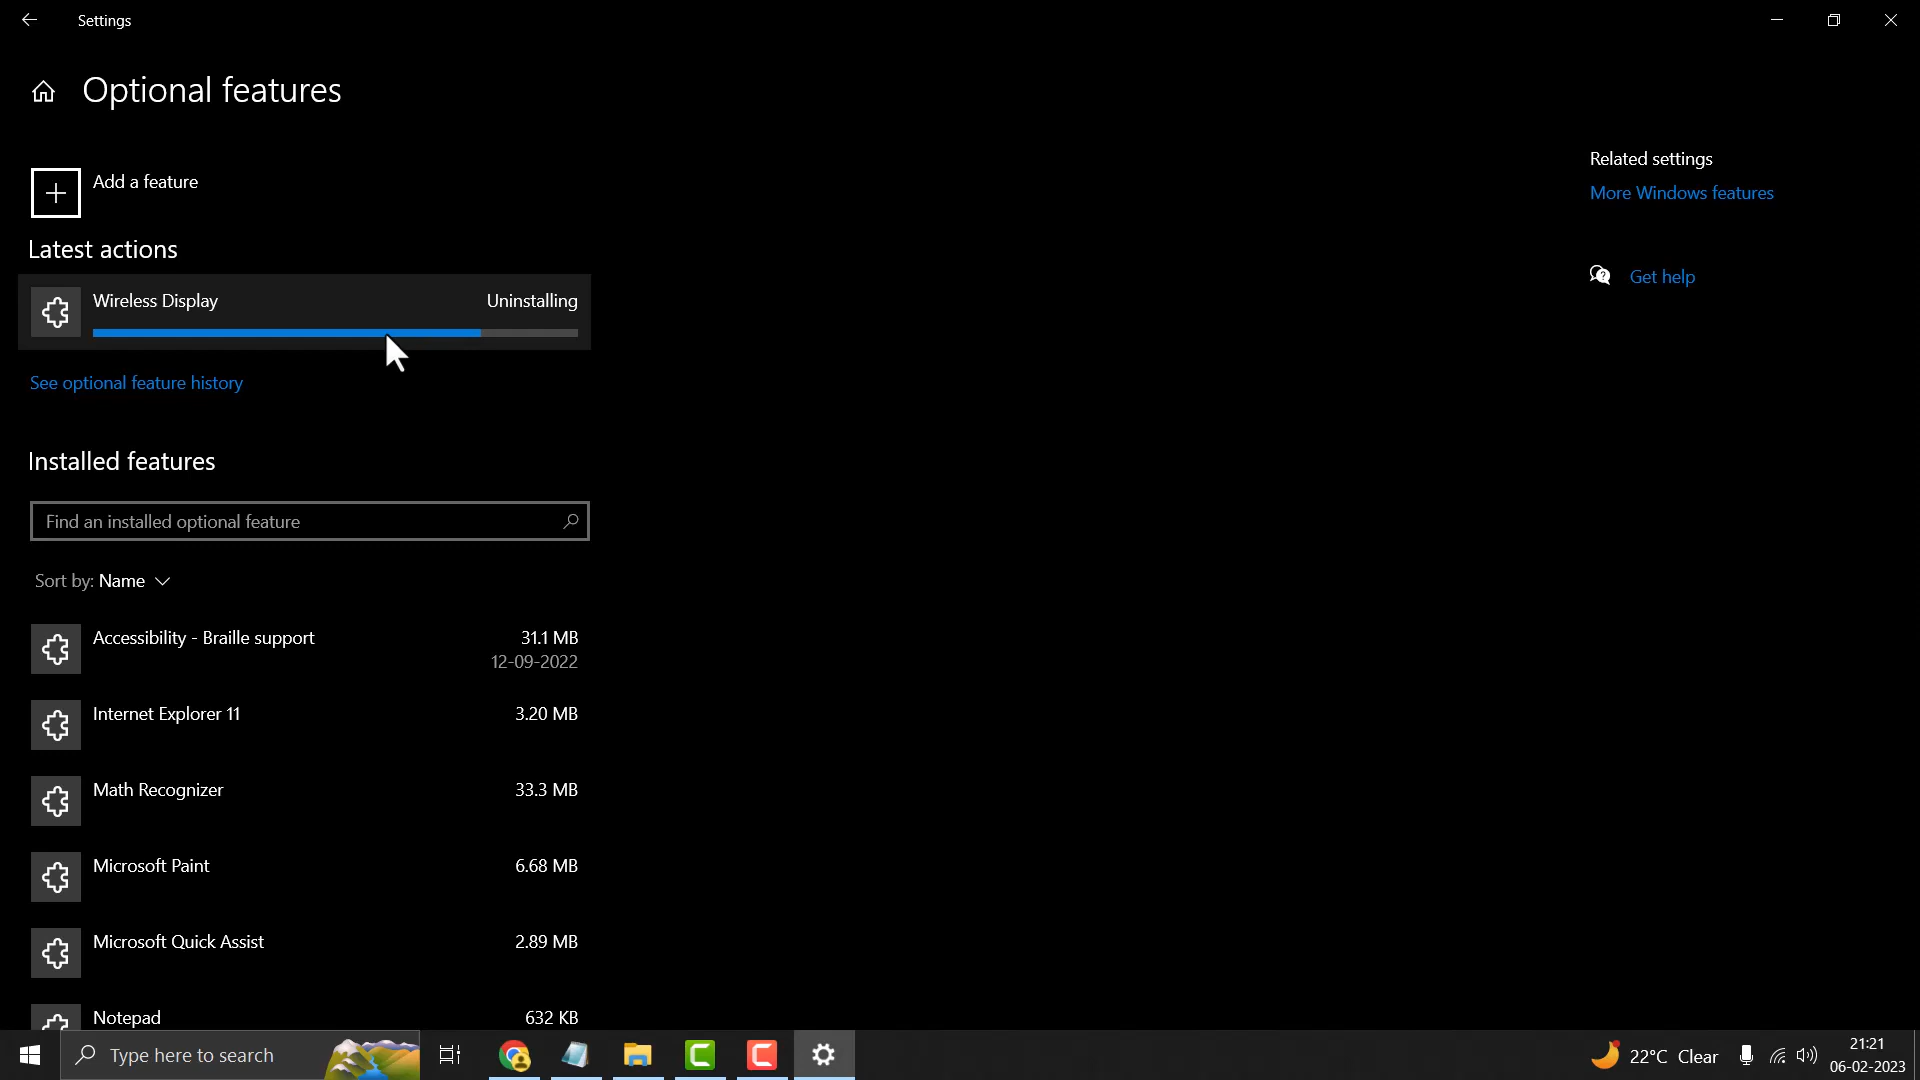 Settings
Optional features
Add a feature
Latest actions
Wireless Display Uninstalling
See optional feature history
Installed features
Find an installed optional feature
Sort by: Name
Accessibility - Braille support 31.1 MB
12-09-2022
Internet Explorer 11 3.20 MB
Math Recognizer 33.3 MB
Microsoft Paint 6.68 MB
Microsoft Quick Assist 2.89 MB
Notepad 632 KB
Related settings
More Windows features
Get help
Type here to search
22°C Clear
21:21
06-02-2023